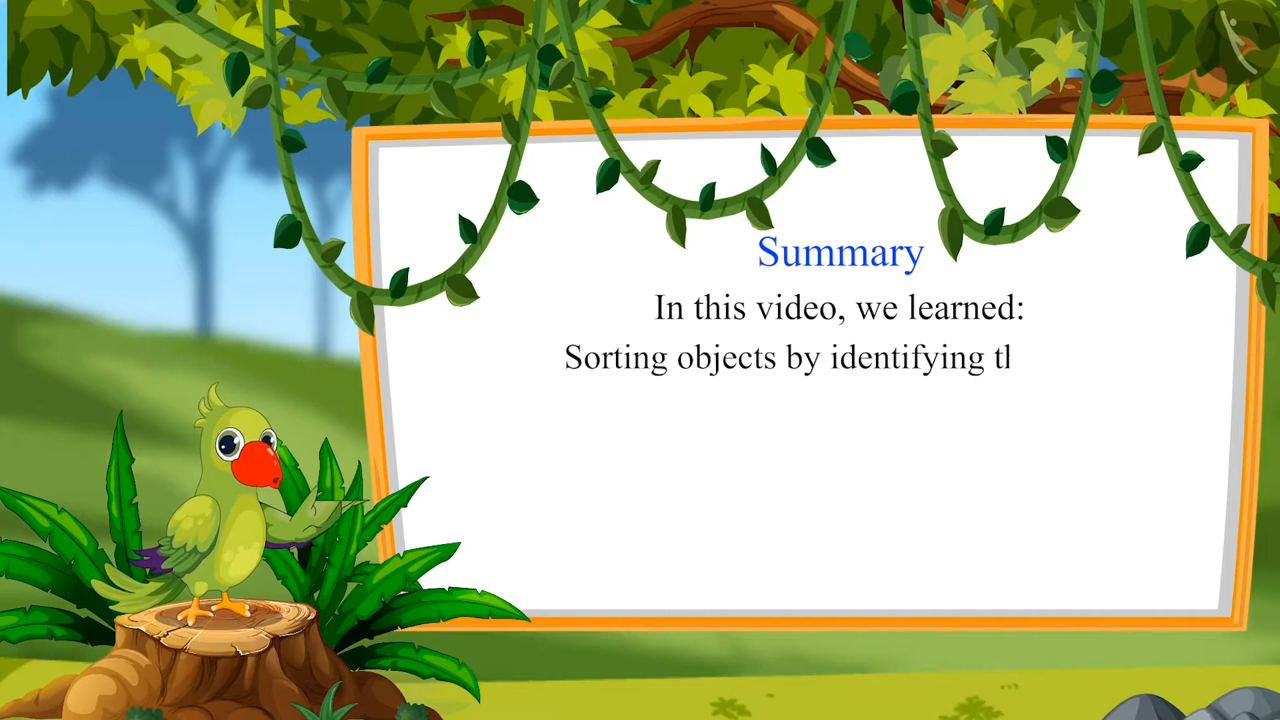 Summary
In this video, we learned:
Sorting objects by identifying